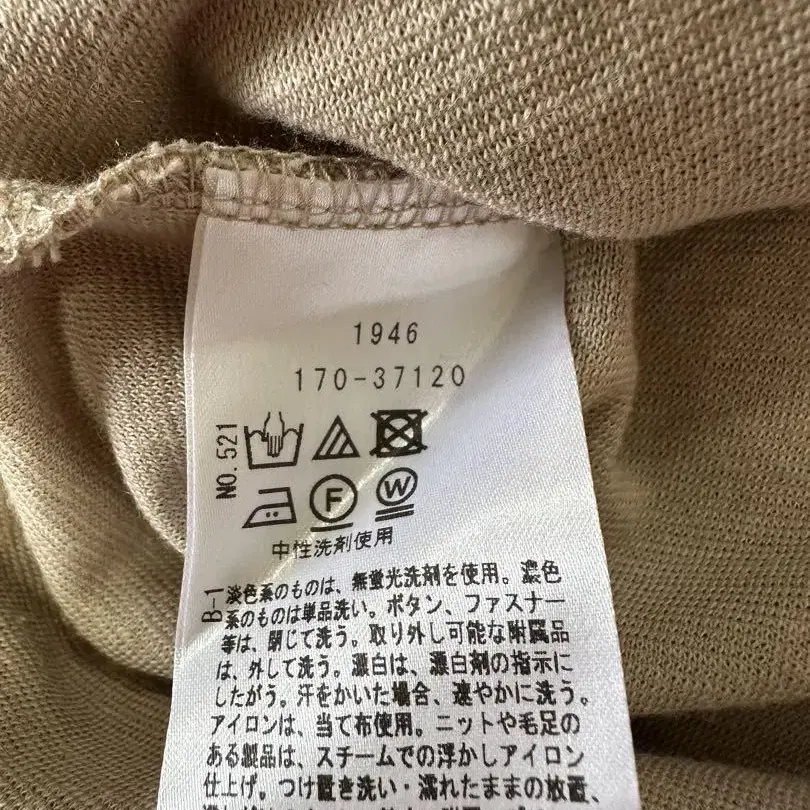 1946
170-37120
NO.521
F
W
中性洗剤使用
B-1
淡色系のものは、無蛍光洗剤を使用。濃色
系のものは単品洗い。ボタン、ファスナー
等は、閉じて洗う。取り外し可能な附属品
は、外して洗う。漂白は、漂白剤の指示に
したがう。汗をかいた場合、速やかに洗う。
アイロンは、当て布使用。ニットや毛足の
ある製品は、スチームでの浮かしアイロン
仕上げ。つけ置き洗い・濡れたままの放置、